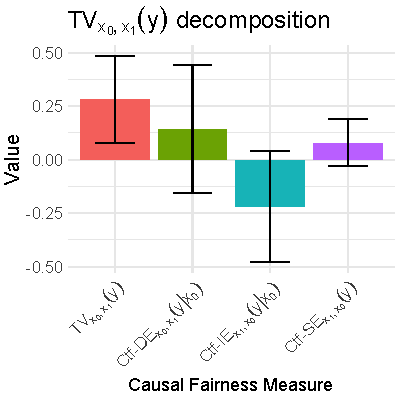 TVx₀, x₁(y) decomposition
Value
0.50
0.25
0.00
-0.25
-0.50
TVx₀, x₁(y)
Ctf-DEx₀, x₁(y|x₀)
Ctf-IEx₁, x₀(y|x₀)
Ctf-SEx₁, x₀(y)
Causal Fairness Measure